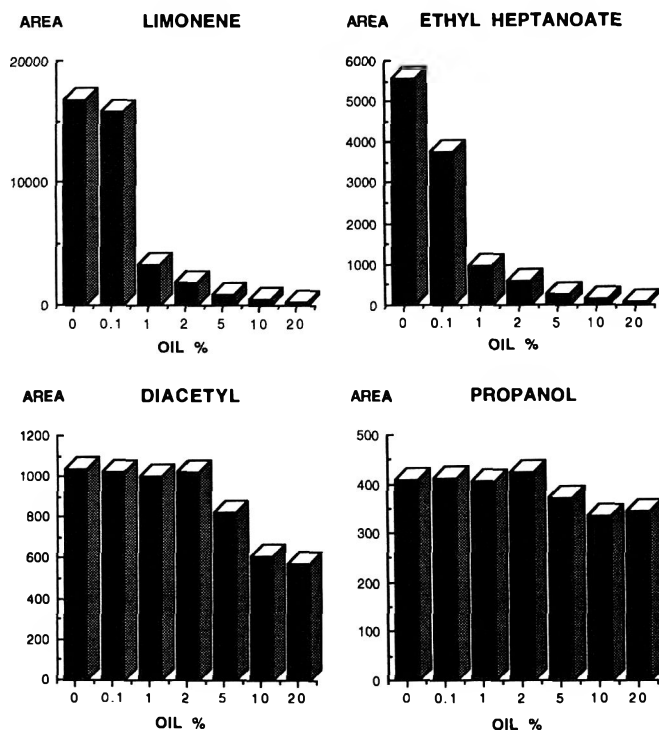 AREA LIMONENE
20000
10000
0
0 0.1 1 2 5 10 20
OIL %
AREA ETHYL HEPTANOATE
6000
5000
4000
3000
2000
1000
0
0 0.1 1 2 5 10 20
OIL %
AREA DIACETYL
1200
1000
800
600
400
200
0
0 0.1 1 2 5 10 20
OIL %
AREA PROPANOL
500
400
300
200
100
0
0 0.1 1 2 5 10 20
OIL %